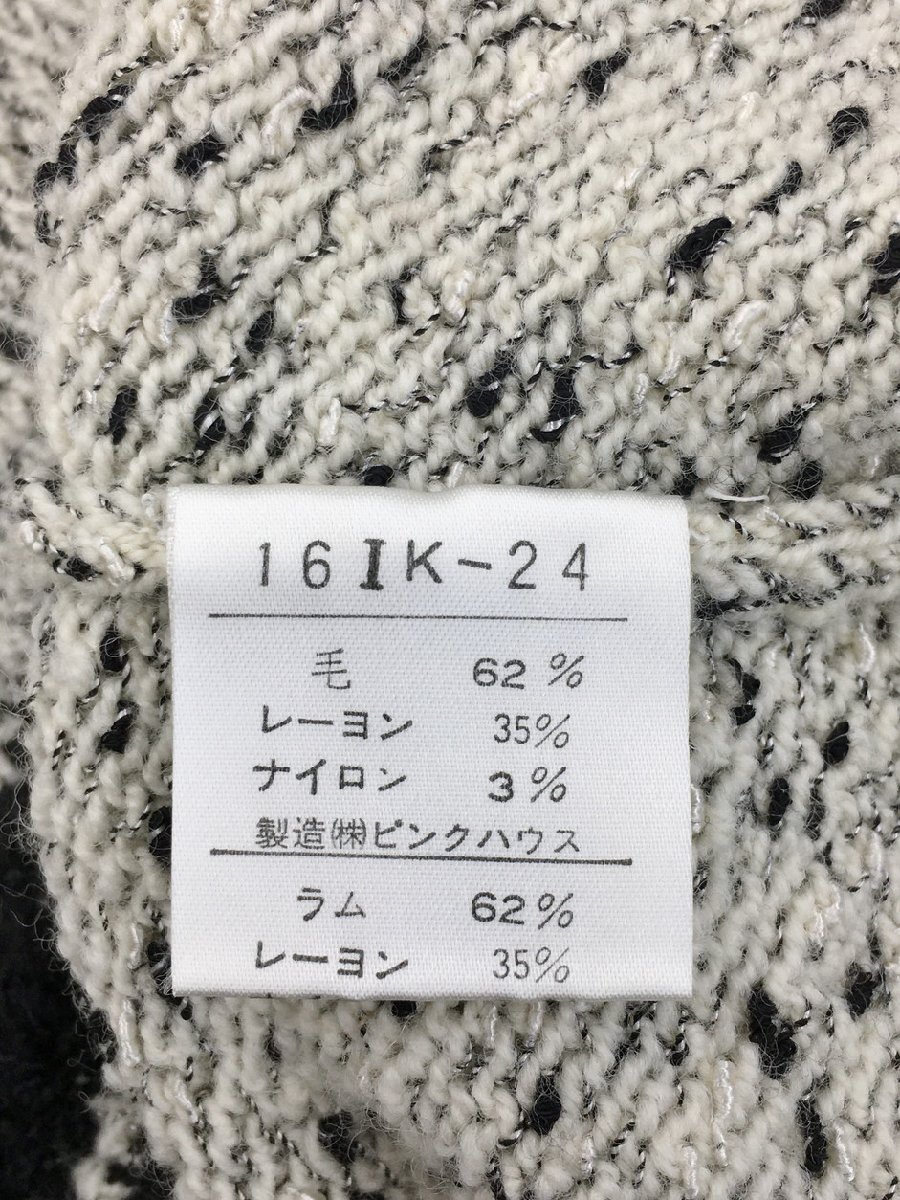 16IK-24
毛 62%
レーヨン 35%
ナイロン 3%
製造㈱ピンクハウス
ラム 62%
レーヨン 35%